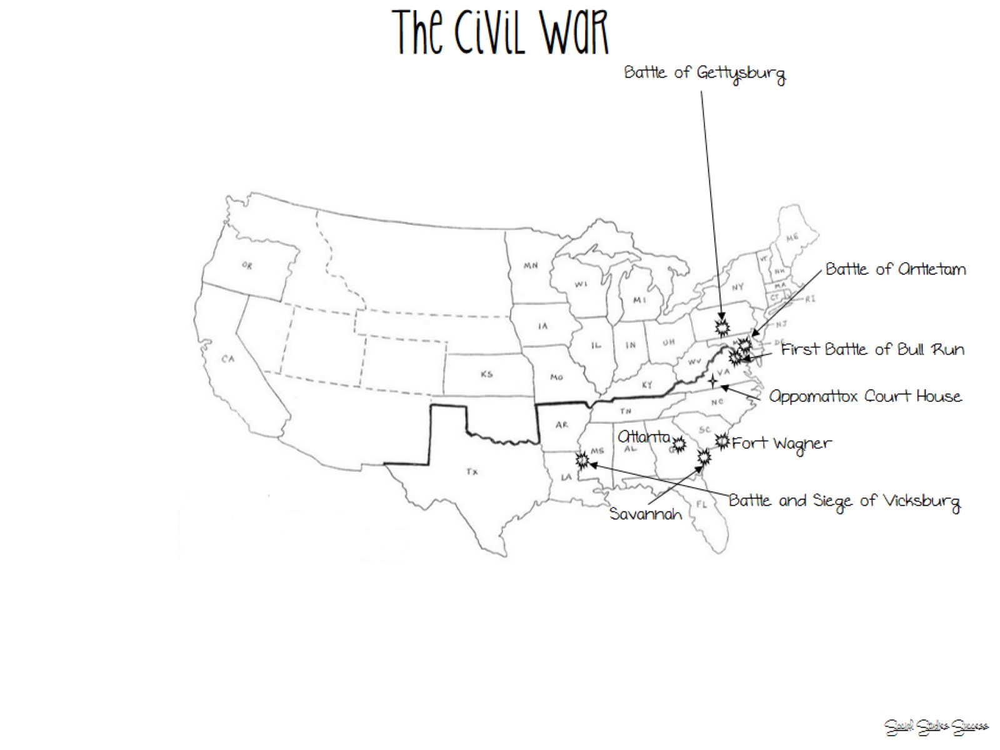 The Civil War
Battle of Gettysburg
ME
OR
MN
VT
NH
Battle of Antietam
WI
NY
MA
MI
CT
RI
IA
NJ
IL
IN
OH
DE
First Battle of Bull Run
CA
WV
KS
MO
VA
KY
Appomattox Court House
NC
TN
AR
SC
Atlanta
Fort Wagner
MS
AL
TX
LA
Battle and Siege of Vicksburg
FL
Savannah
Social Studies Success